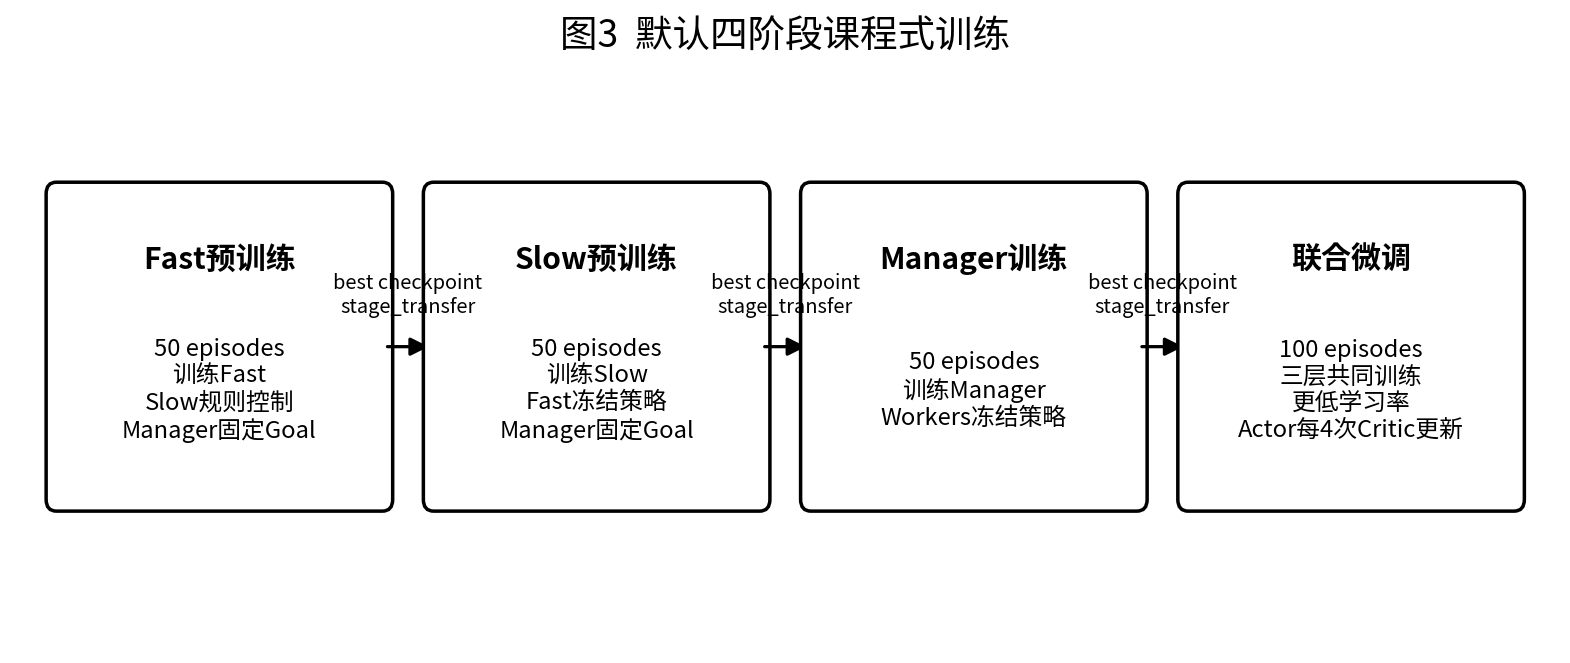 图3 默认四阶段课程式训练
Fast预训练
50 episodes
训练Fast
Slow规则控制
Manager固定Goal
best checkpoint
stage_transfer
Slow预训练
50 episodes
训练Slow
Fast冻结策略
Manager固定Goal
best checkpoint
stage_transfer
Manager训练
50 episodes
训练Manager
Workers冻结策略
best checkpoint
stage_transfer
联合微调
100 episodes
三层共同训练
更低学习率
Actor每4次Critic更新